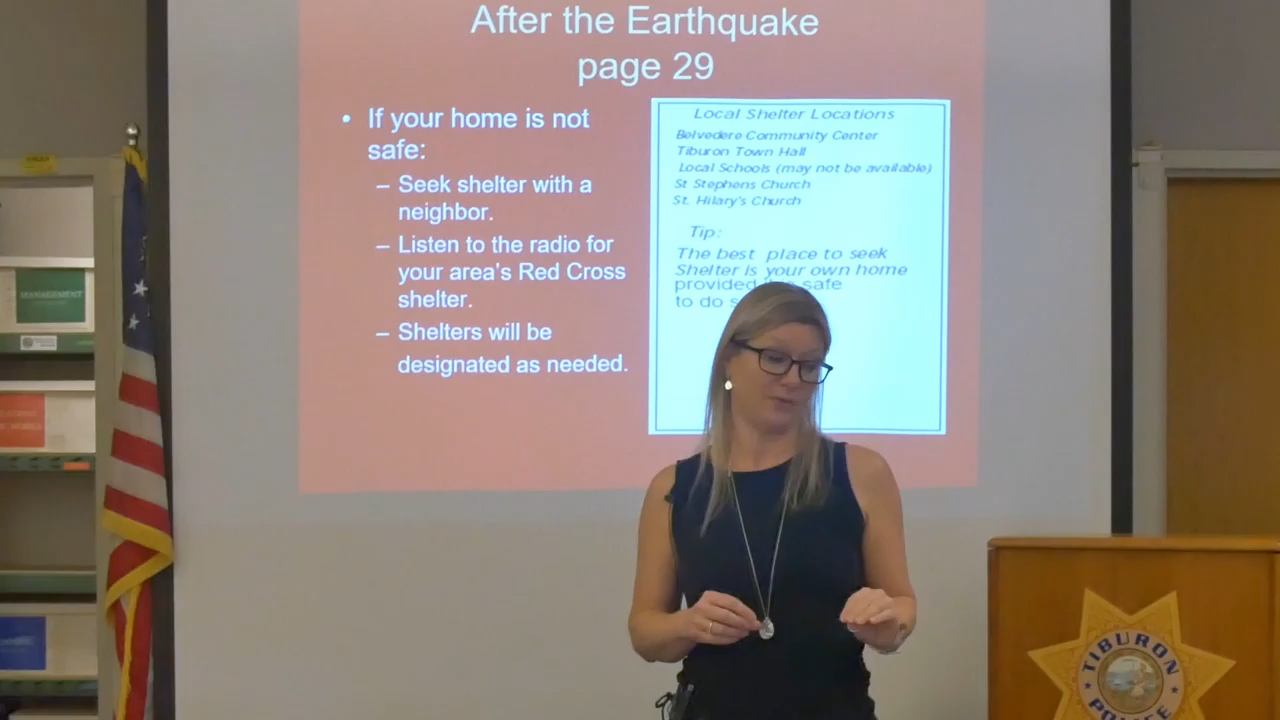 After the Earthquake
page 29
• If your home is not
safe:
– Seek shelter with a
neighbor.
– Listen to the radio for
your area's Red Cross
shelter.
– Shelters will be
designated as needed.
Local Shelter Locations
Belvedere Community Center
Tiburon Town Hall
Local Schools (may not be available)
St Stephens Church
St. Hilary's Church
Tip:
The best place to seek
Shelter is your own home
provided safe
to do
MANAGEMENT
TIBURON
POLICE